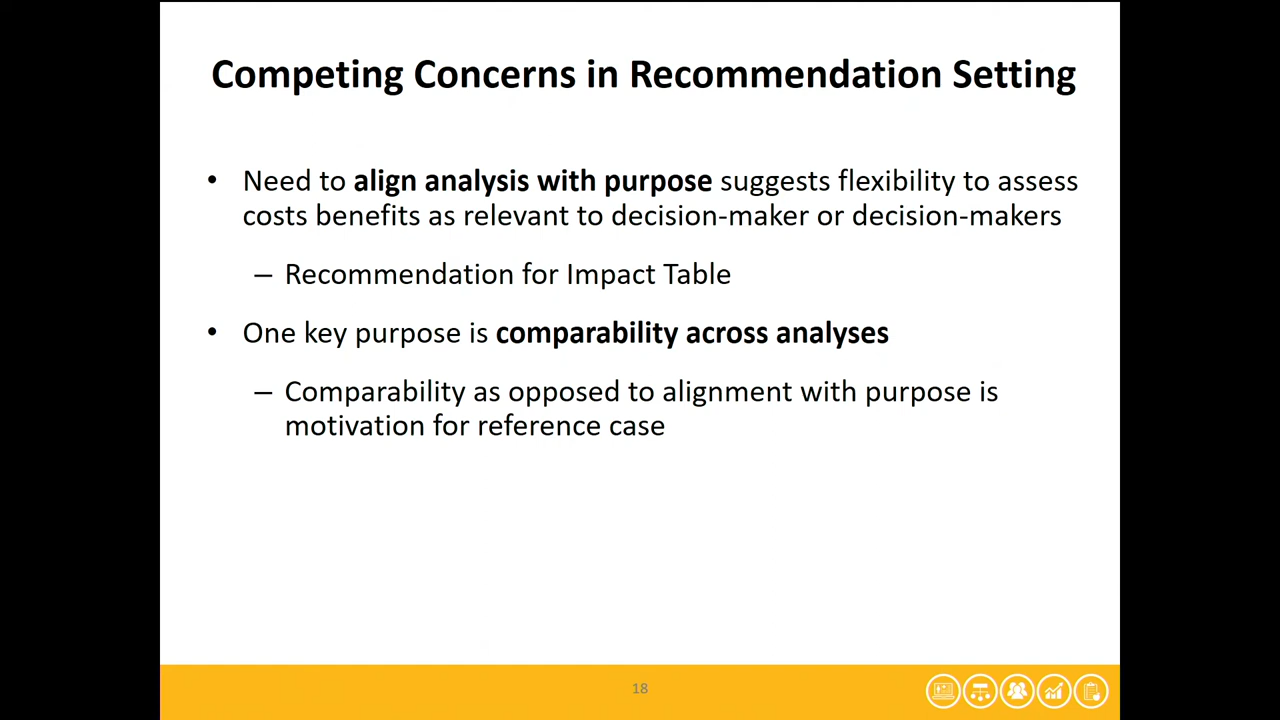 Competing Concerns in Recommendation Setting
• Need to align analysis with purpose suggests flexibility to assess
costs benefits as relevant to decision-maker or decision-makers
– Recommendation for Impact Table
• One key purpose is comparability across analyses
– Comparability as opposed to alignment with purpose is
motivation for reference case
18